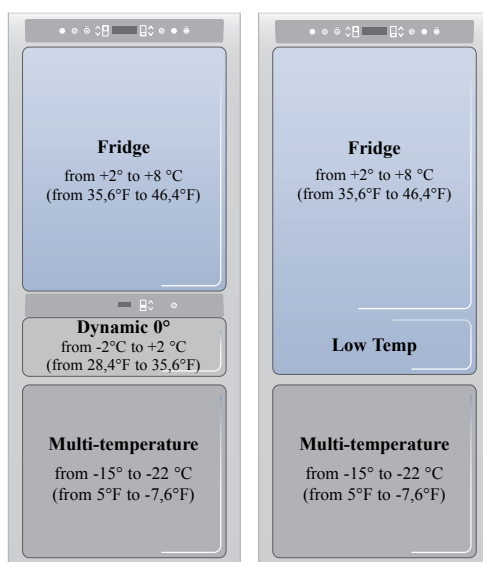 Fridge
from +2° to +8 °C
(from 35,6°F to 46,4°F)
Dynamic 0°
from -2°C to +2 °C
(from 28,4°F to 35,6°F)
Multi-temperature
from -15° to -22 °C
(from 5°F to -7,6°F)
Fridge
from +2° to +8 °C
(from 35,6°F to 46,4°F)
Low Temp
Multi-temperature
from -15° to -22 °C
(from 5°F to -7,6°F)